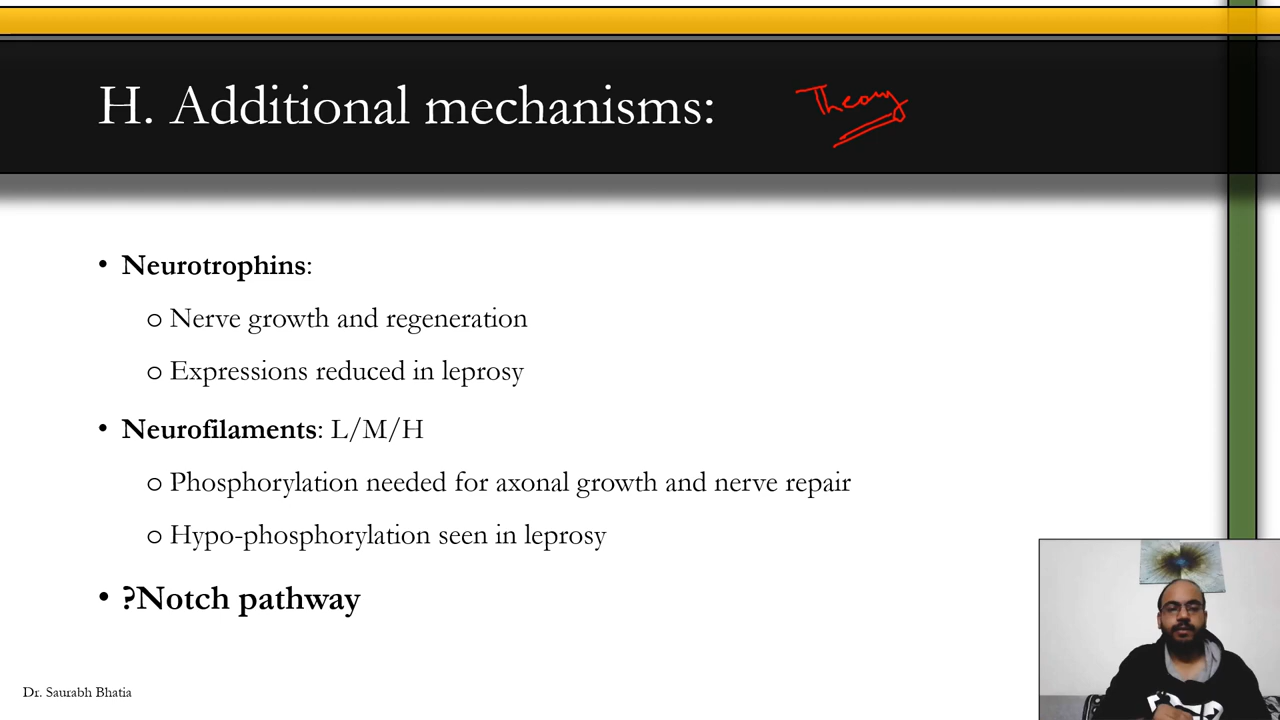 H. Additional mechanisms:
Theory
• Neurotrophins:
o Nerve growth and regeneration
o Expressions reduced in leprosy
• Neurofilaments: L/M/H
o Phosphorylation needed for axonal growth and nerve repair
o Hypo-phosphorylation seen in leprosy
• ?Notch pathway
Dr. Saurabh Bhatia